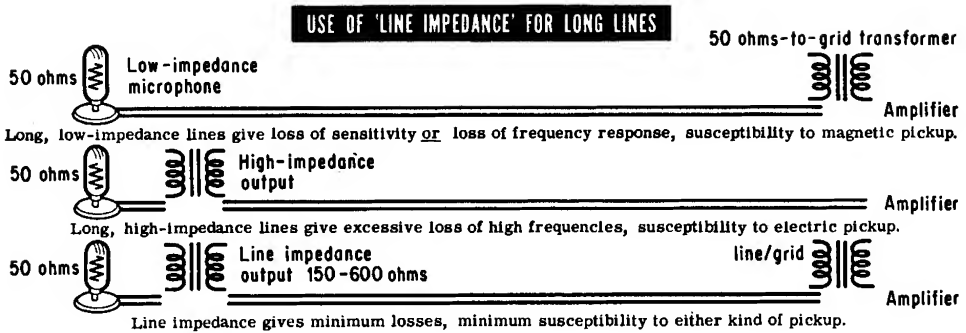 USE OF 'LINE IMPEDANCE' FOR LONG LINES
50 ohms
Low-impedance
microphone
50 ohms-to-grid transformer
Amplifier
Long, low-impedance lines give loss of sensitivity or loss of frequency response, susceptibility to magnetic pickup.
50 ohms
High-impedance
output
Amplifier
Long, high-impedance lines give excessive loss of high frequencies, susceptibility to electric pickup.
50 ohms
Line impedance
output 150-600 ohms
line/grid
Amplifier
Line impedance gives minimum losses, minimum susceptibility to either kind of pickup.